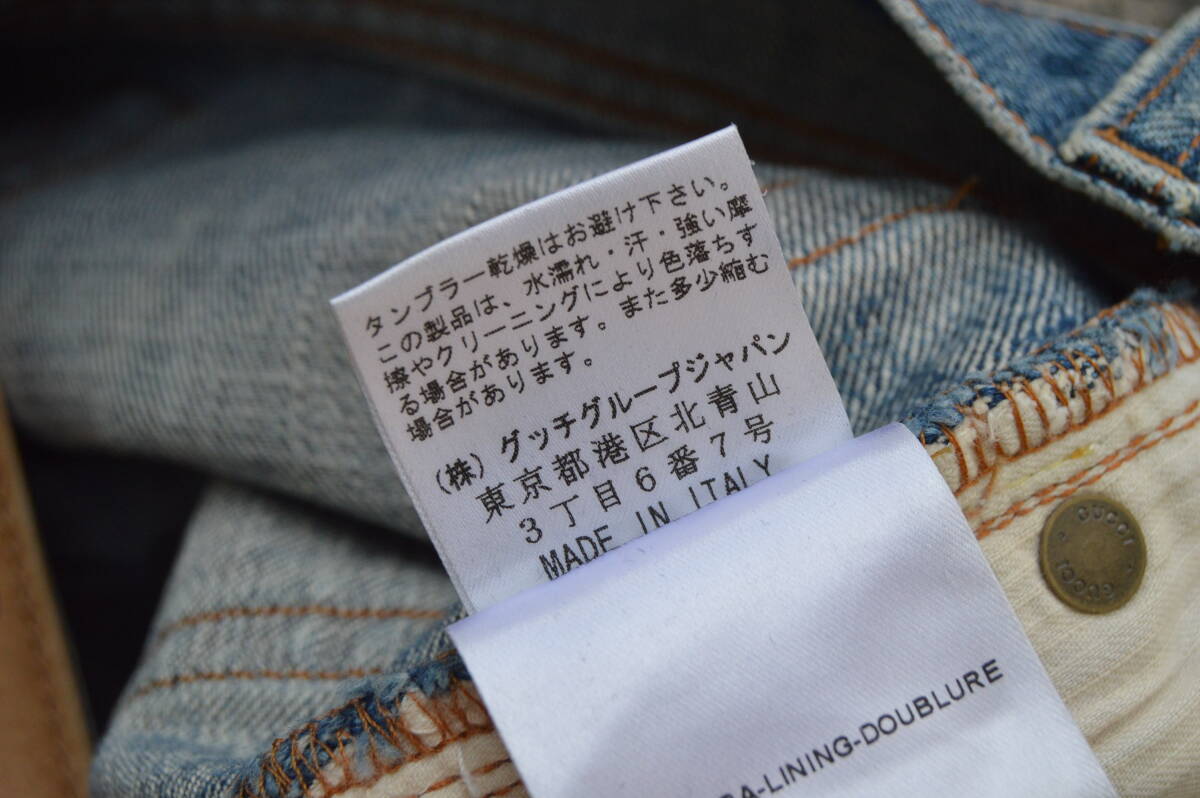 タンブラー乾燥はお避け下さい。
この製品は、水濡れ・汗・強い摩
擦やクリーニングにより色落ちす
る場合があります。また多少縮む
場合があります。
(株) グッチグループジャパン
東京都港区北青山
3丁目6番7号
MADE IN ITALY
-LINING-DOUBLURE
GUCCI
GUCCI